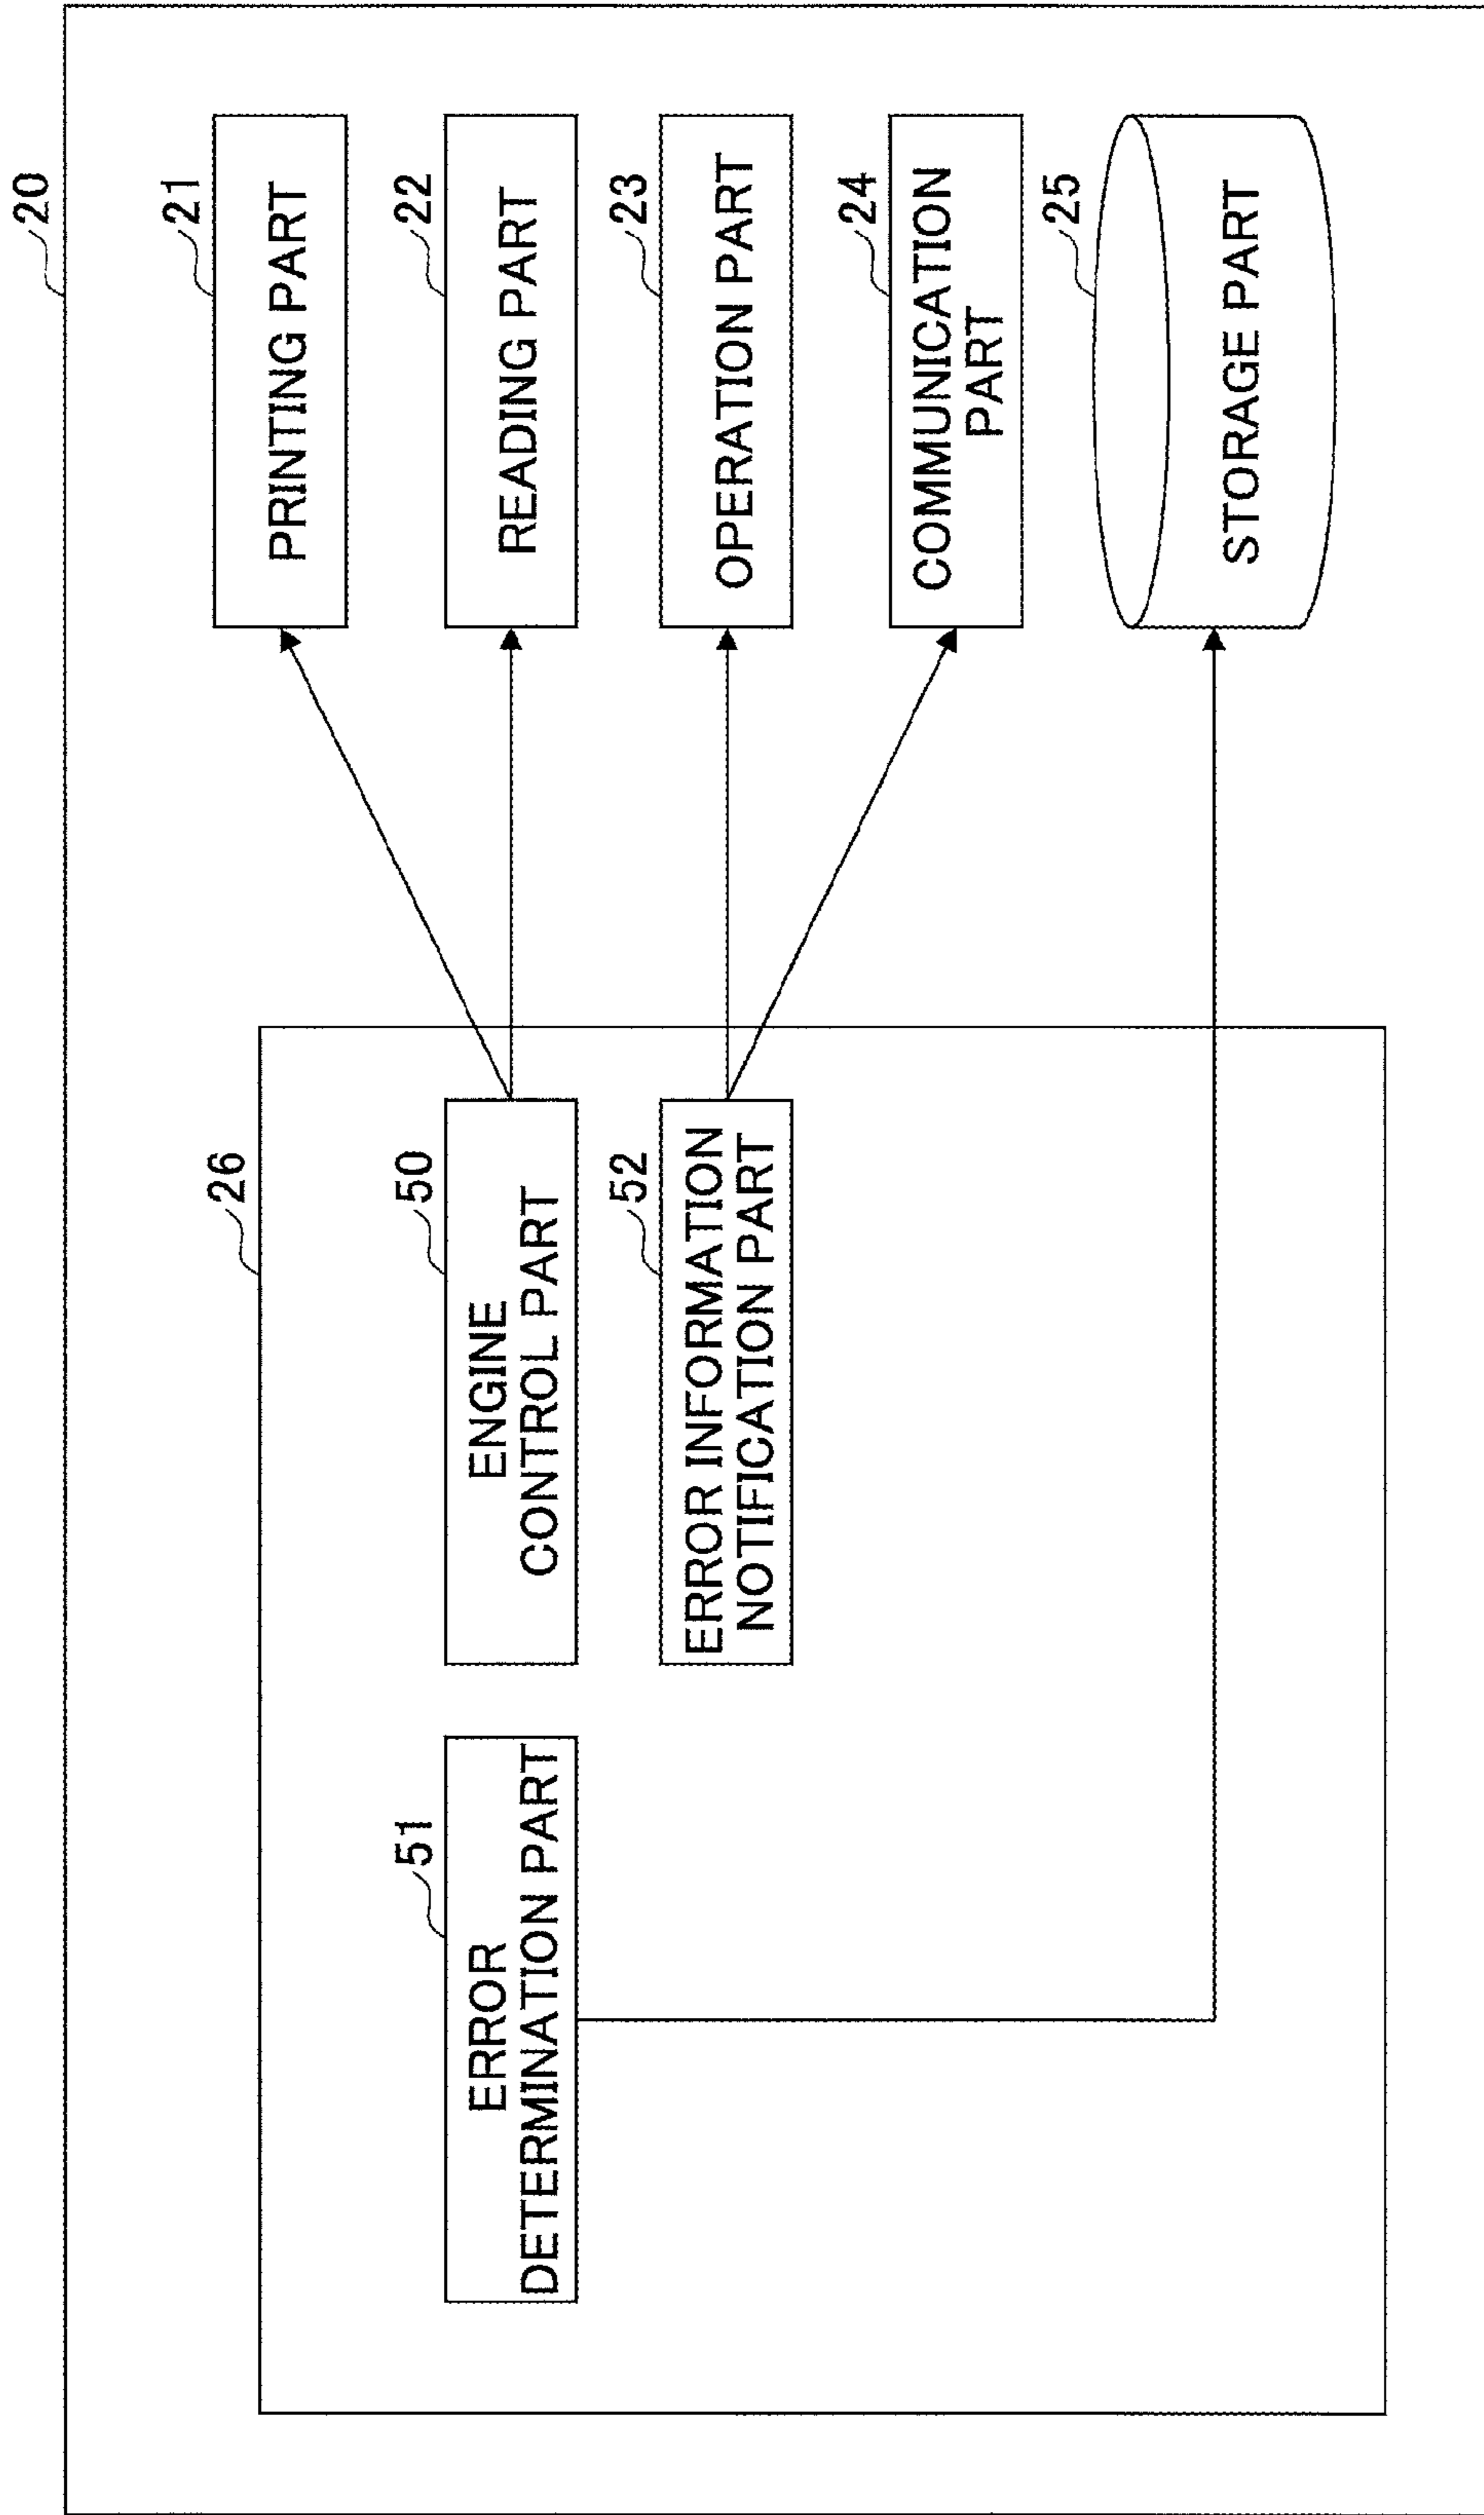 20
26
51
ERROR
DETERMINATION PART
50
ENGINE
CONTROL PART
52
ERROR INFORMATION
NOTIFICATION PART
21
PRINTING PART
22
READING PART
23
OPERATION PART
24
COMMUNICATION
PART
25
STORAGE PART